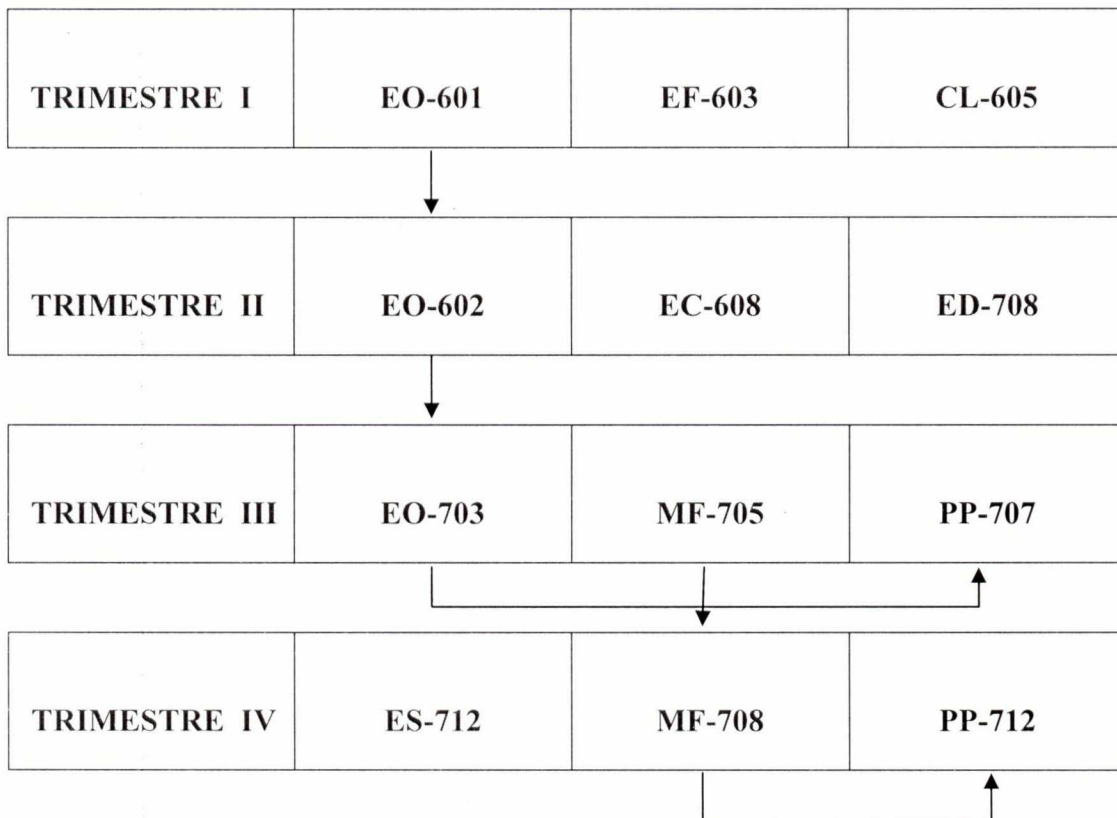 TRIMESTRE I EO-601 EF-603 CL-605
TRIMESTRE II EO-602 EC-608 ED-708
TRIMESTRE III EO-703 MF-705 PP-707
TRIMESTRE IV ES-712 MF-708 PP-712